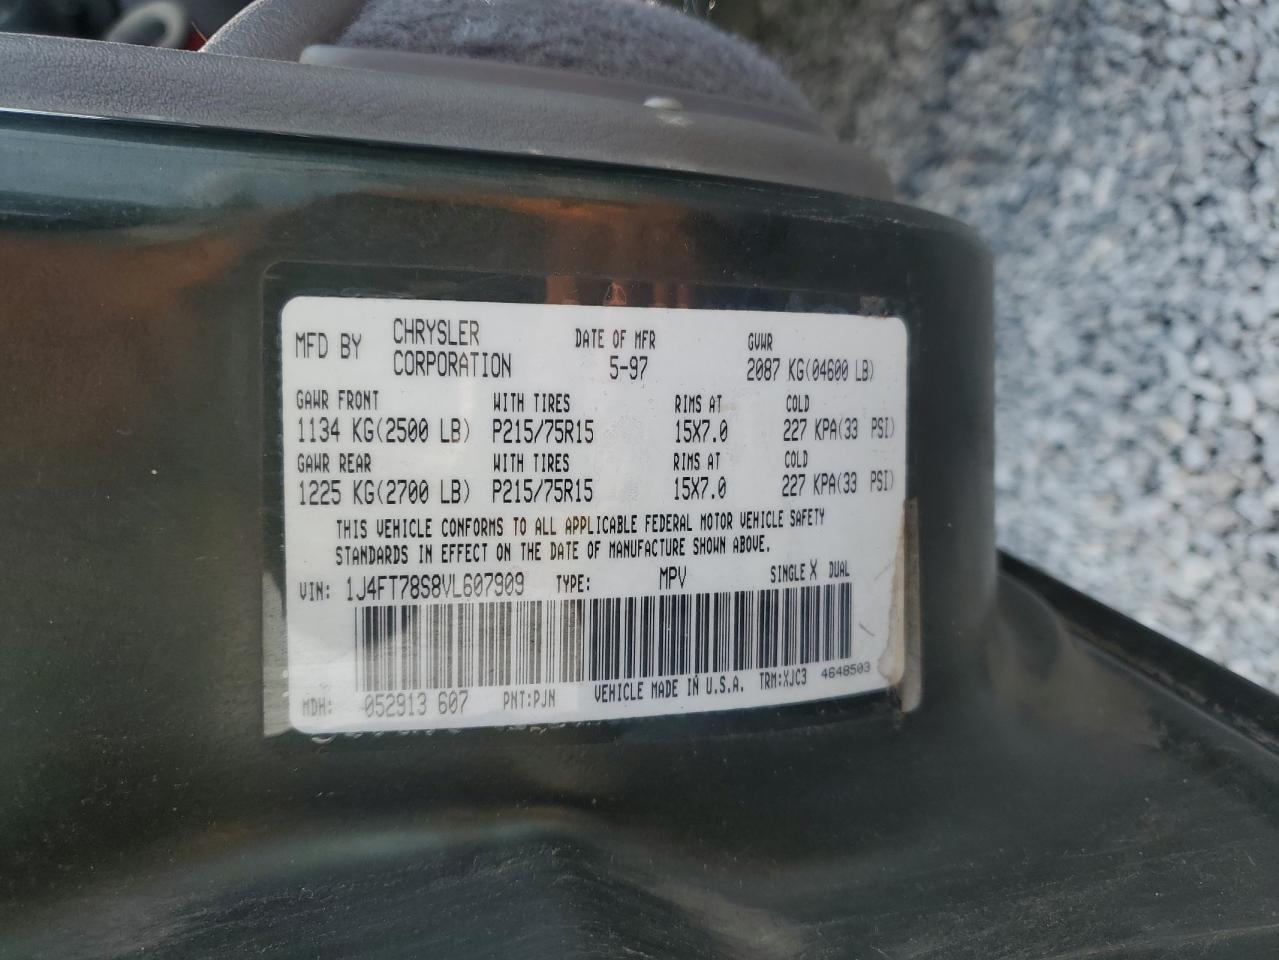 MFD BY CHRYSLER CORPORATION DATE OF MFR 5-97 GVWR 2087 KG(04600 LB)
GAWR FRONT WITH TIRES RIMS AT COLD
1134 KG(2500 LB) P215/75R15 15X7.0 227 KPA(33 PSI)
GAWR REAR WITH TIRES RIMS AT COLD
1225 KG(2700 LB) P215/75R15 15X7.0 227 KPA(33 PSI)
THIS VEHICLE CONFORMS TO ALL APPLICABLE FEDERAL MOTOR VEHICLE SAFETY
STANDARDS IN EFFECT ON THE DATE OF MANUFACTURE SHOWN ABOVE.
VIN: 1J4FT78S8VL607909 TYPE: MPV SINGLE X DUAL
MDH: 052913 607 PNT:PJN VEHICLE MADE IN U.S.A. TRM:XJC3 4648503